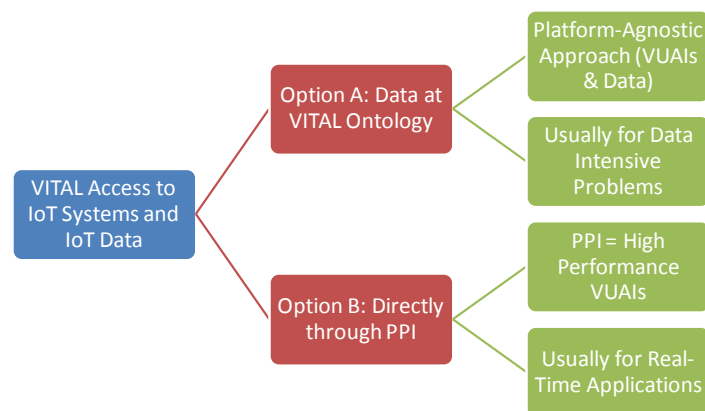 VITAL Access to
IoT Systems and
IoT Data
Option A: Data at
VITAL Ontology
Platform-Agnostic
Approach (VUAIs
& Data)
Usually for Data
Intensive
Problems
Option B: Directly
through PPI
PPI = High
Performance
VUAIs
Usually for Real-
Time Applications